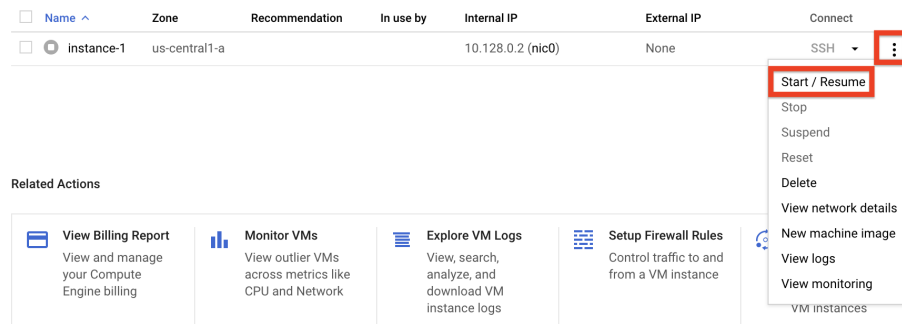 Name Zone Recommendation In use by Internal IP External IP Connect
instance-1 us-central1-a 10.128.0.2 (nic0) None SSH
Start / Resume
Stop
Suspend
Reset
Delete
View network details
New machine image
View logs
View monitoring
Related Actions
View Billing Report
View and manage
your Compute
Engine billing
Monitor VMs
View outlier VMs
across metrics like
CPU and Network
Explore VM Logs
View, search,
analyze, and
download VM
instance logs
Setup Firewall Rules
Control traffic to and
from a VM instance
VM instances